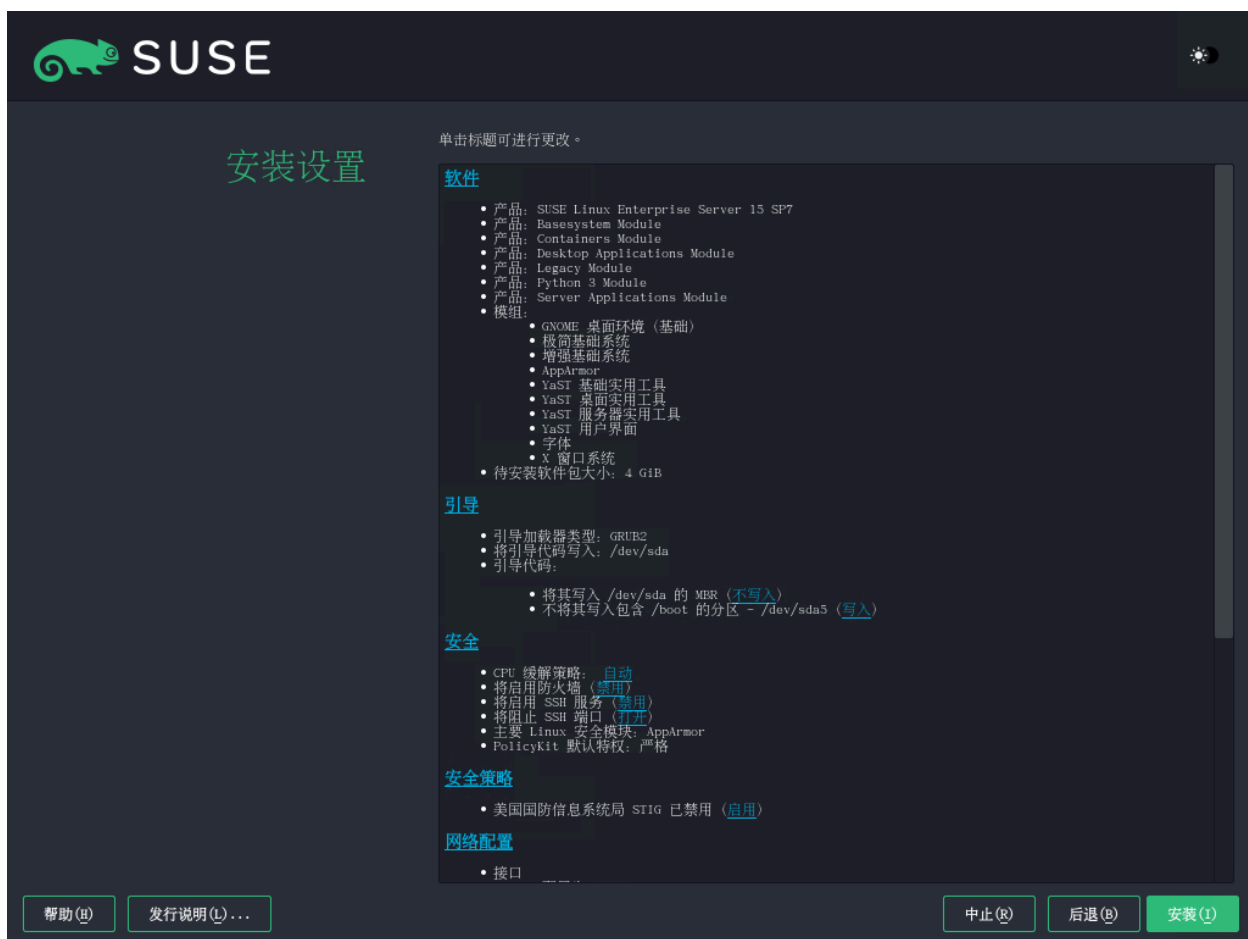 SUSE
安装设置
单击标题可进行更改。
软件
• 产品: SUSE Linux Enterprise Server 15 SP7
• 产品: Basesystem Module
• 产品: Containers Module
• 产品: Desktop Applications Module
• 产品: Legacy Module
• 产品: Python 3 Module
• 产品: Server Applications Module
• 模组:
• GNOME 桌面环境 (基础)
• 极简基础系统
• 增强基础系统
• AppArmor
• YaST 基础实用工具
• YaST 桌面实用工具
• YaST 服务器实用工具
• YaST 用户界面
• 字体
• X 窗口系统
• 待安装软件包大小: 4 GiB
引导
• 引导加载器类型: GRUB2
• 将引导代码写入: /dev/sda
• 引导代码:
• 将其写入 /dev/sda 的 MBR (不写入)
• 不将其写入包含 /boot 的分区 - /dev/sda5 (写入)
安全
• CPU 缓解策略: 自动
• 将启用防火墙 (禁用)
• 将启用 SSH 服务 (禁用)
• 将阻止 SSH 端口 (打开)
• 主要 Linux 安全模块: AppArmor
• PolicyKit 默认特权: 严格
安全策略
• 美国国防信息系统局 STIG 已禁用 (启用)
网络配置
• 接口
帮助(H) 发行说明(L)... 中止(R) 后退(B) 安装(I)